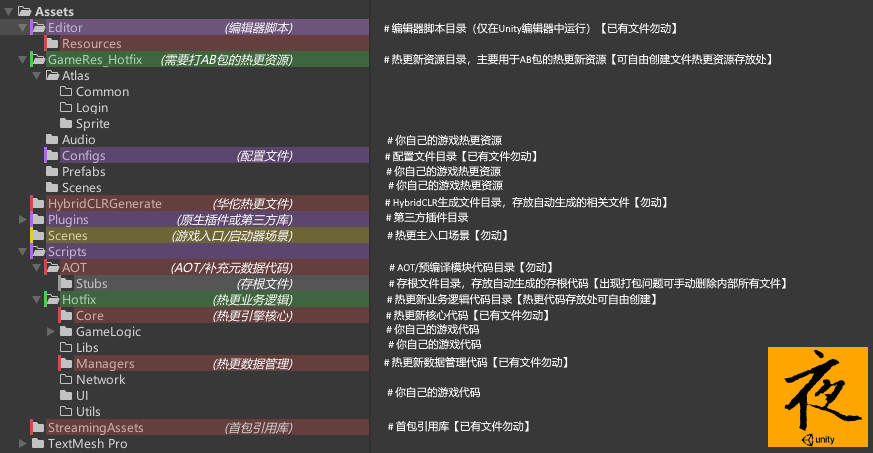 Assets
Editor (编辑器脚本) # 编辑器脚本目录（仅在Unity编辑器中运行）【已有文件勿动】
Resources
GameRes_Hotfix (需要打AB包的热更资源) # 热更新资源目录，主要用于AB包的热更新资源【可自由创建文件热更资源存放处】
Atlas
Common
Login
Sprite
Audio # 你自己的游戏热更资源
Configs (配置文件) # 配置文件目录【已有文件勿动】
Prefabs # 你自己的游戏热更资源
Scenes # 你自己的游戏热更资源
HybridCLRGenerate (华佗热更文件) # HybridCLR生成文件目录，存放自动生成的相关文件【勿动】
Plugins (原生插件或第三方库) # 第三方插件目录
Scenes (游戏入口/启动器场景) # 热更主入口场景【勿动】
Scripts
AOT (AOT/补充元数据代码) # AOT/预编译模块代码目录【勿动】
Stubs (存根文件) # 存根文件目录，存放自动生成的存根代码【出现打包问题可手动删除内部所有文件】
Hotfix (热更业务逻辑) # 热更新业务逻辑代码目录【热更代码存放处可自由创建】
Core (热更引擎核心) # 热更新核心代码【已有文件勿动】
GameLogic # 你自己的游戏代码
Libs # 你自己的游戏代码
Managers (热更数据管理) # 热更新数据管理代码【已有文件勿动】
Network
UI # 你自己的游戏代码
Utils
StreamingAssets (首包引用库) # 首包引用库【已有文件勿动】
TextMesh Pro
夜
unity